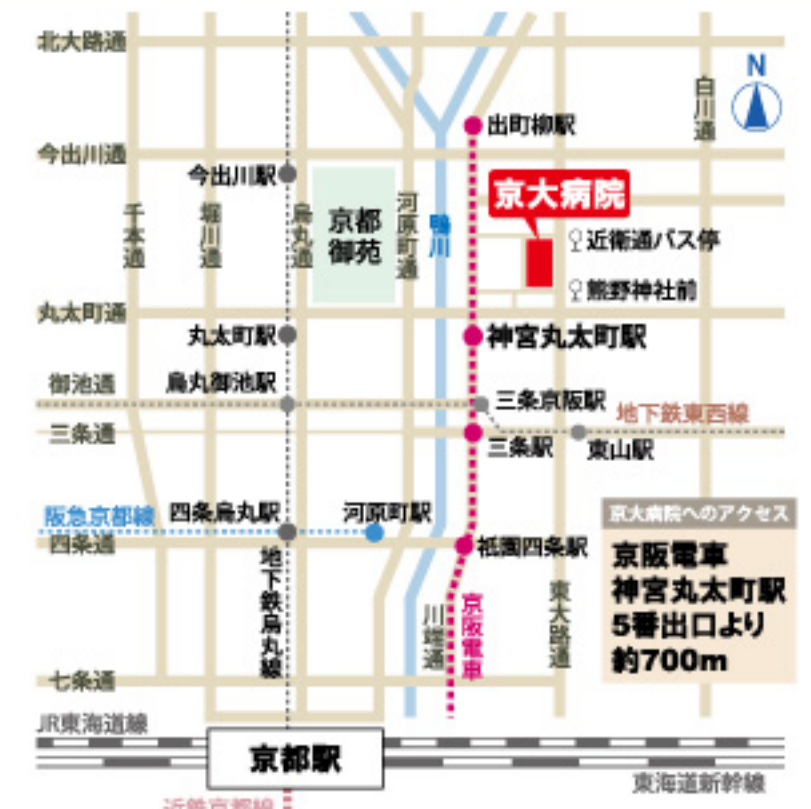 北大路通
N
白川通
出町柳駅
今出川通
今出川駅
京大病院
千本通
堀川通
烏丸通
京都
御苑
河原町通
鴨川
近衛通バス停
熊野神社前
丸太町通
丸太町駅
神宮丸太町駅
御池通
烏丸御池駅
三条京阪駅
地下鉄東西線
三条通
三条駅
東山駅
阪急京都線
四条烏丸駅
河原町駅
四条通
祇園四条駅
地下鉄烏丸線
川端通
京阪電車
東大路通
京大病院へのアクセス
京阪電車
神宮丸太町駅
5番出口より
約700m
七条通
JR東海道線
京都駅
東海道新幹線
近鉄京都線